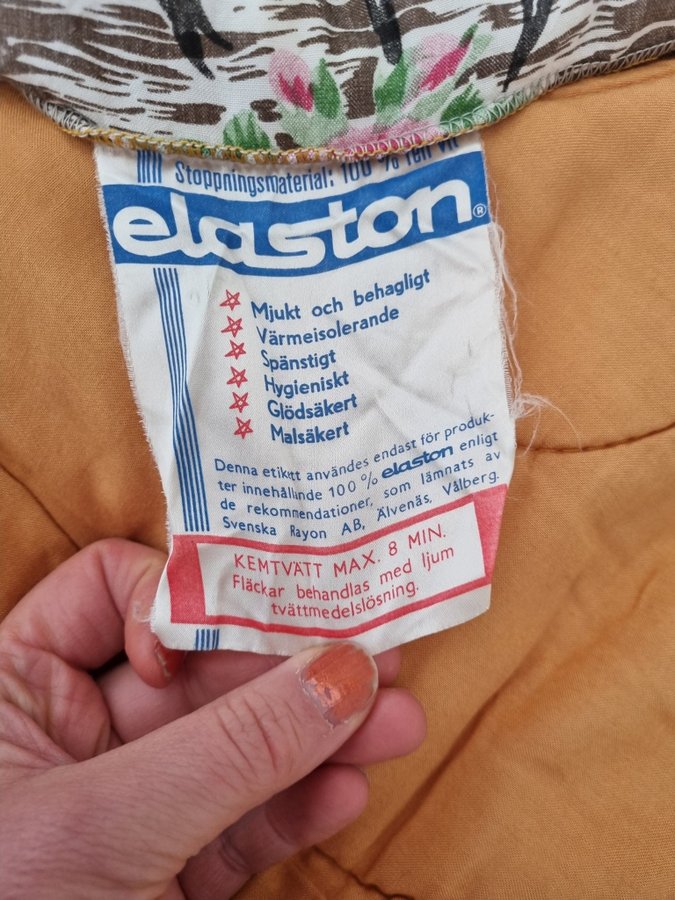 Stoppningsmaterial: 100 % ren vit
elaston ®
Mjukt och behagligt
Värmeisolerande
Spänstigt
Hygieniskt
Glödsäkert
Malsäkert
Denna etikett användes endast för produk-
ter innehållande 100 % elaston enligt
de rekommendationer, som lämnats av
Svenska Rayon AB, Älvenäs, Vålberg.
KEMTVÄTT MAX. 8 MIN.
Fläckar behandlas med ljum
tvättmedelslösning.